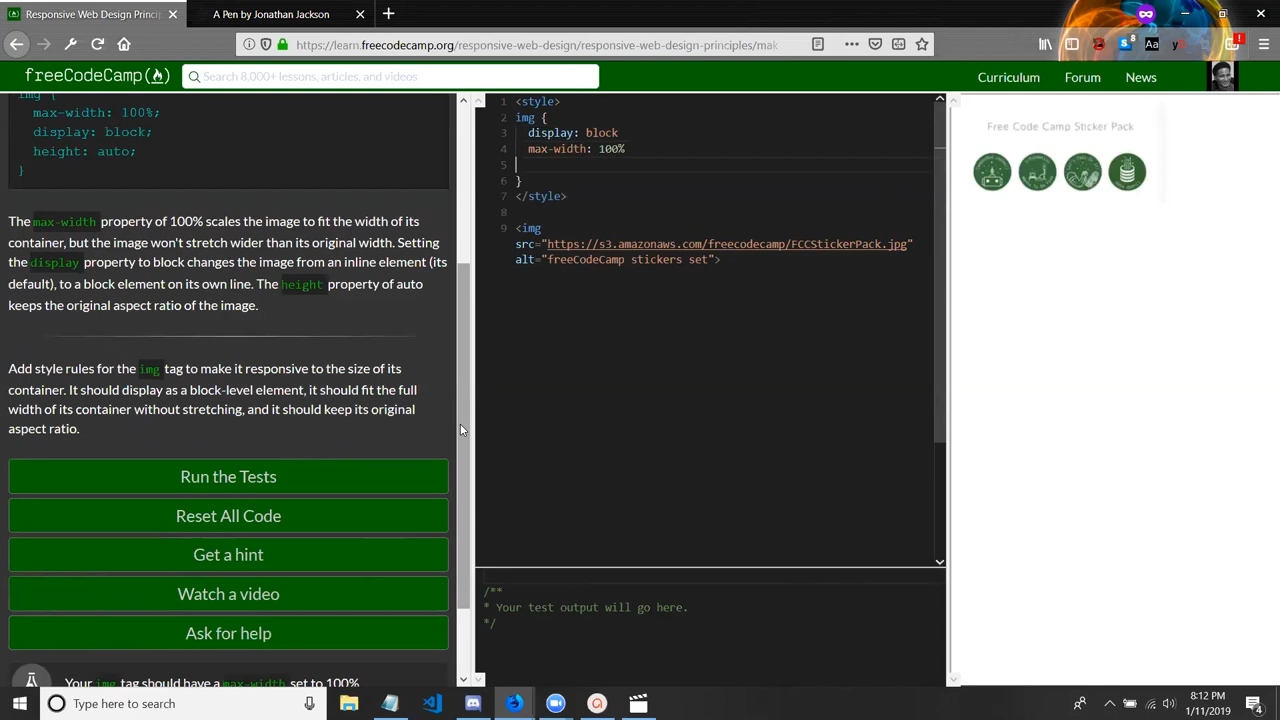 Responsive Web Design Princip
A Pen by Jonathan Jackson
https://learn.freecodecamp.org/responsive-web-design/responsive-web-design-principles/mak
8
Aa
freeCodeCamp
Search 8,000+ lessons, articles, and videos
Curriculum
Forum
News
img {
max-width: 100%;
display: block;
height: auto;
}
The max-width property of 100% scales the image to fit the width of its
container, but the image won't stretch wider than its original width. Setting
the display property to block changes the image from an inline element (its
default), to a block element on its own line. The height property of auto
keeps the original aspect ratio of the image.
Add style rules for the img tag to make it responsive to the size of its
container. It should display as a block-level element, it should fit the full
width of its container without stretching, and it should keep its original
aspect ratio.
Run the Tests
Reset All Code
Get a hint
Watch a video
Ask for help
Your img tag should have a max-width set to 100%
1 <style>
2 img {
3 display: block
4 max-width: 100%
5
6 }
7 </style>
8
9 <img
src="https://s3.amazonaws.com/freecodecamp/FCCStickerPack.jpg"
alt="freeCodeCamp stickers set">
/**
* Your test output will go here.
*/
Free Code Camp Sticker Pack
Type here to search
8:12 PM
1/11/2019
4